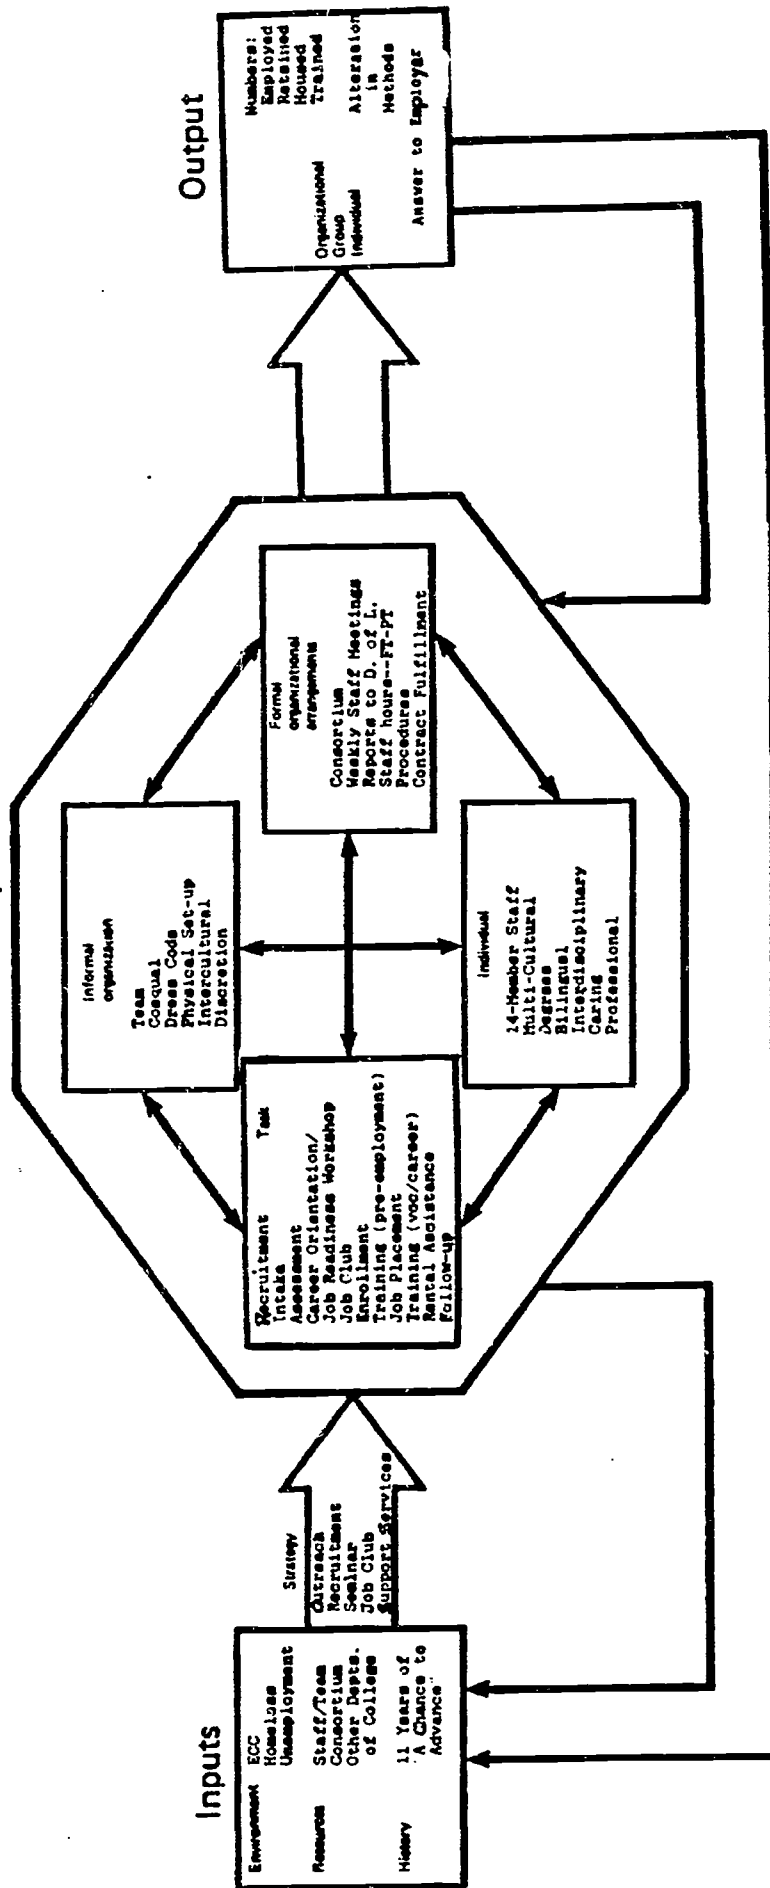 Inputs
Environment ECC
Homeless
Unemployment
Resources Staff/Team
Consortium
Other Depts.
of College
History 11 Years of
"A Chance to
Advance"
Strategy
Outreach
Recruitment
Seminar
Job Club
Support Services
Task
Recruitment
Intake
Assessment
Career Orientation/
Job Readiness Workshop
Job Club
Enrollment
Training (pre-employment)
Job Placement
Training (voc/career)
Rental Assistance
Follow-up
Informal
organization
Team
Coequal
Dress Code
Physical Set-up
Intercultural
Discretion
Individual
14-Member Staff
Multi-Cultural
Degrees
Bilingual
Interdisciplinary
Caring
Professional
Formal
organizational
arrangements
Consortium
Weekly Staff Meetings
Reports to D. of L.
Staff hours--FT-PT
Procedures
Contract Fulfillment
Output
Numbers:
Employed
Retained
Housed
Trained
Organizational
Group
Individual
Alteration
in
Methods
Answer to Employer